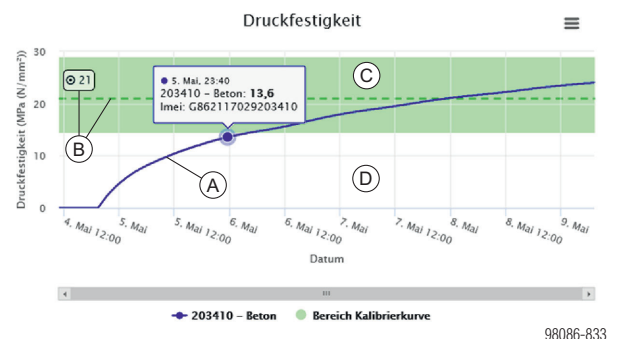 Druckfestigkeit
Druckfestigkeit (MPa (N/mm²))
30
20
10
0
21
5. Mai, 23:40
203410 – Beton: 13,6
Imei: G862117029203410
A
B
C
D
4. Mai 12:00
5. Mai
5. Mai 12:00
6. Mai
6. Mai 12:00
7. Mai
7. Mai 12:00
8. Mai
8. Mai 12:00
9. Mai
Datum
203410 – Beton
Bereich Kalibrierkurve
98086-833